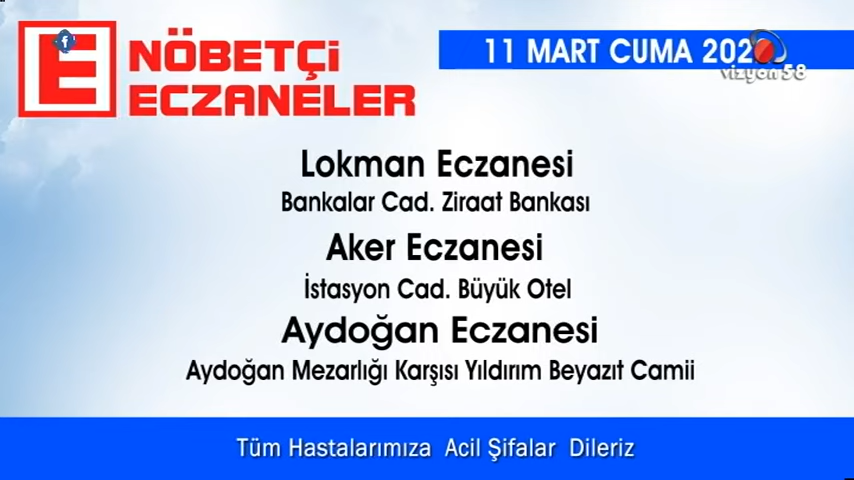 E NÖBETÇİ
ECZANELER
11 MART CUMA
vizyon 58
Lokman Eczanesi
Bankalar Cad. Ziraat Bankası
Aker Eczanesi
İstasyon Cad. Büyük Otel
Aydoğan Eczanesi
Aydoğan Mezarlığı Karşısı Yıldırım Beyazıt Camii
Tüm Hastalarımıza Acil Şifalar Dileriz